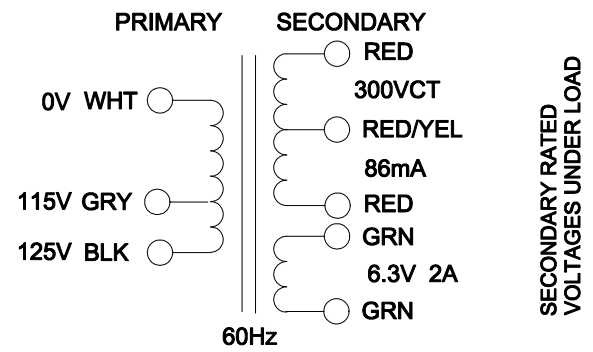 PRIMARY SECONDARY
RED
300VCT
0V WHT
RED/YEL
86mA
115V GRY
RED
GRN
125V BLK
6.3V 2A
GRN
60Hz
SECONDARY RATED
VOLTAGES UNDER LOAD